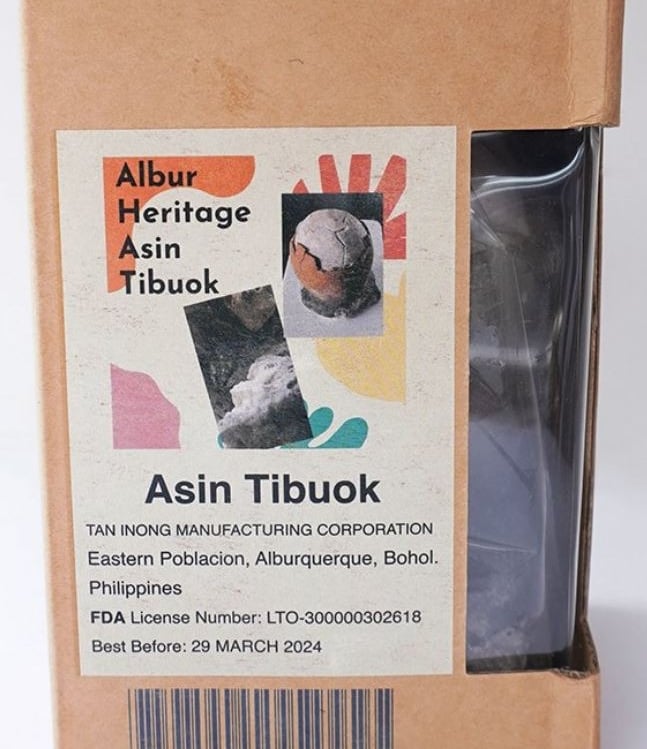 Albur
Heritage
Asin
Tibuok
Asin Tibuok
TAN INONG MANUFACTURING CORPORATION
Eastern Poblacion, Alburquerque, Bohol.
Philippines
FDA License Number: LTO-300000302618
Best Before: 29 MARCH 2024